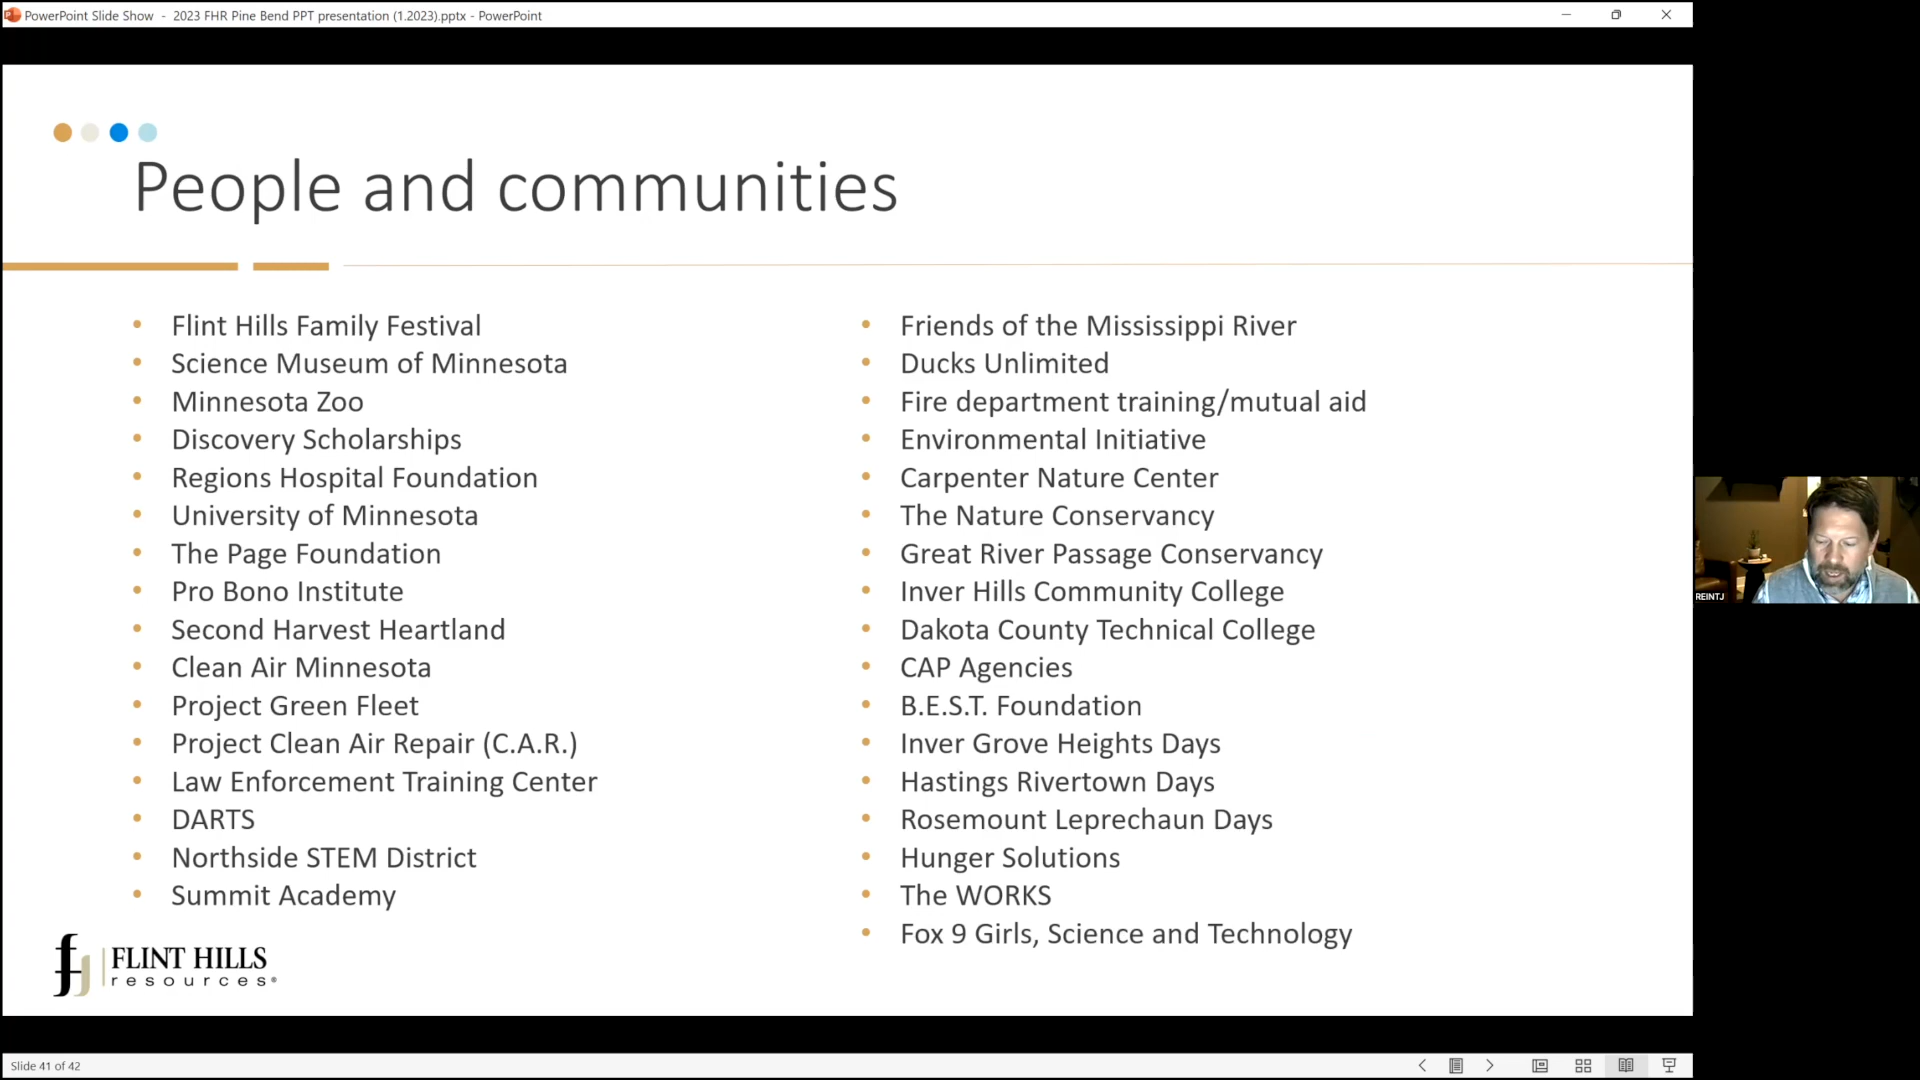 PowerPoint Slide Show - 2023 FHR Pine Bend PPT presentation (1.2023).pptx - PowerPoint
People and communities
• Flint Hills Family Festival
• Science Museum of Minnesota
• Minnesota Zoo
• Discovery Scholarships
• Regions Hospital Foundation
• University of Minnesota
• The Page Foundation
• Pro Bono Institute
• Second Harvest Heartland
• Clean Air Minnesota
• Project Green Fleet
• Project Clean Air Repair (C.A.R.)
• Law Enforcement Training Center
• DARTS
• Northside STEM District
• Summit Academy
• Friends of the Mississippi River
• Ducks Unlimited
• Fire department training/mutual aid
• Environmental Initiative
• Carpenter Nature Center
• The Nature Conservancy
• Great River Passage Conservancy
• Inver Hills Community College
• Dakota County Technical College
• CAP Agencies
• B.E.S.T. Foundation
• Inver Grove Heights Days
• Hastings Rivertown Days
• Rosemount Leprechaun Days
• Hunger Solutions
• The WORKS
• Fox 9 Girls, Science and Technology
FLINT HILLS
resources®
REINTJ
Slide 41 of 42